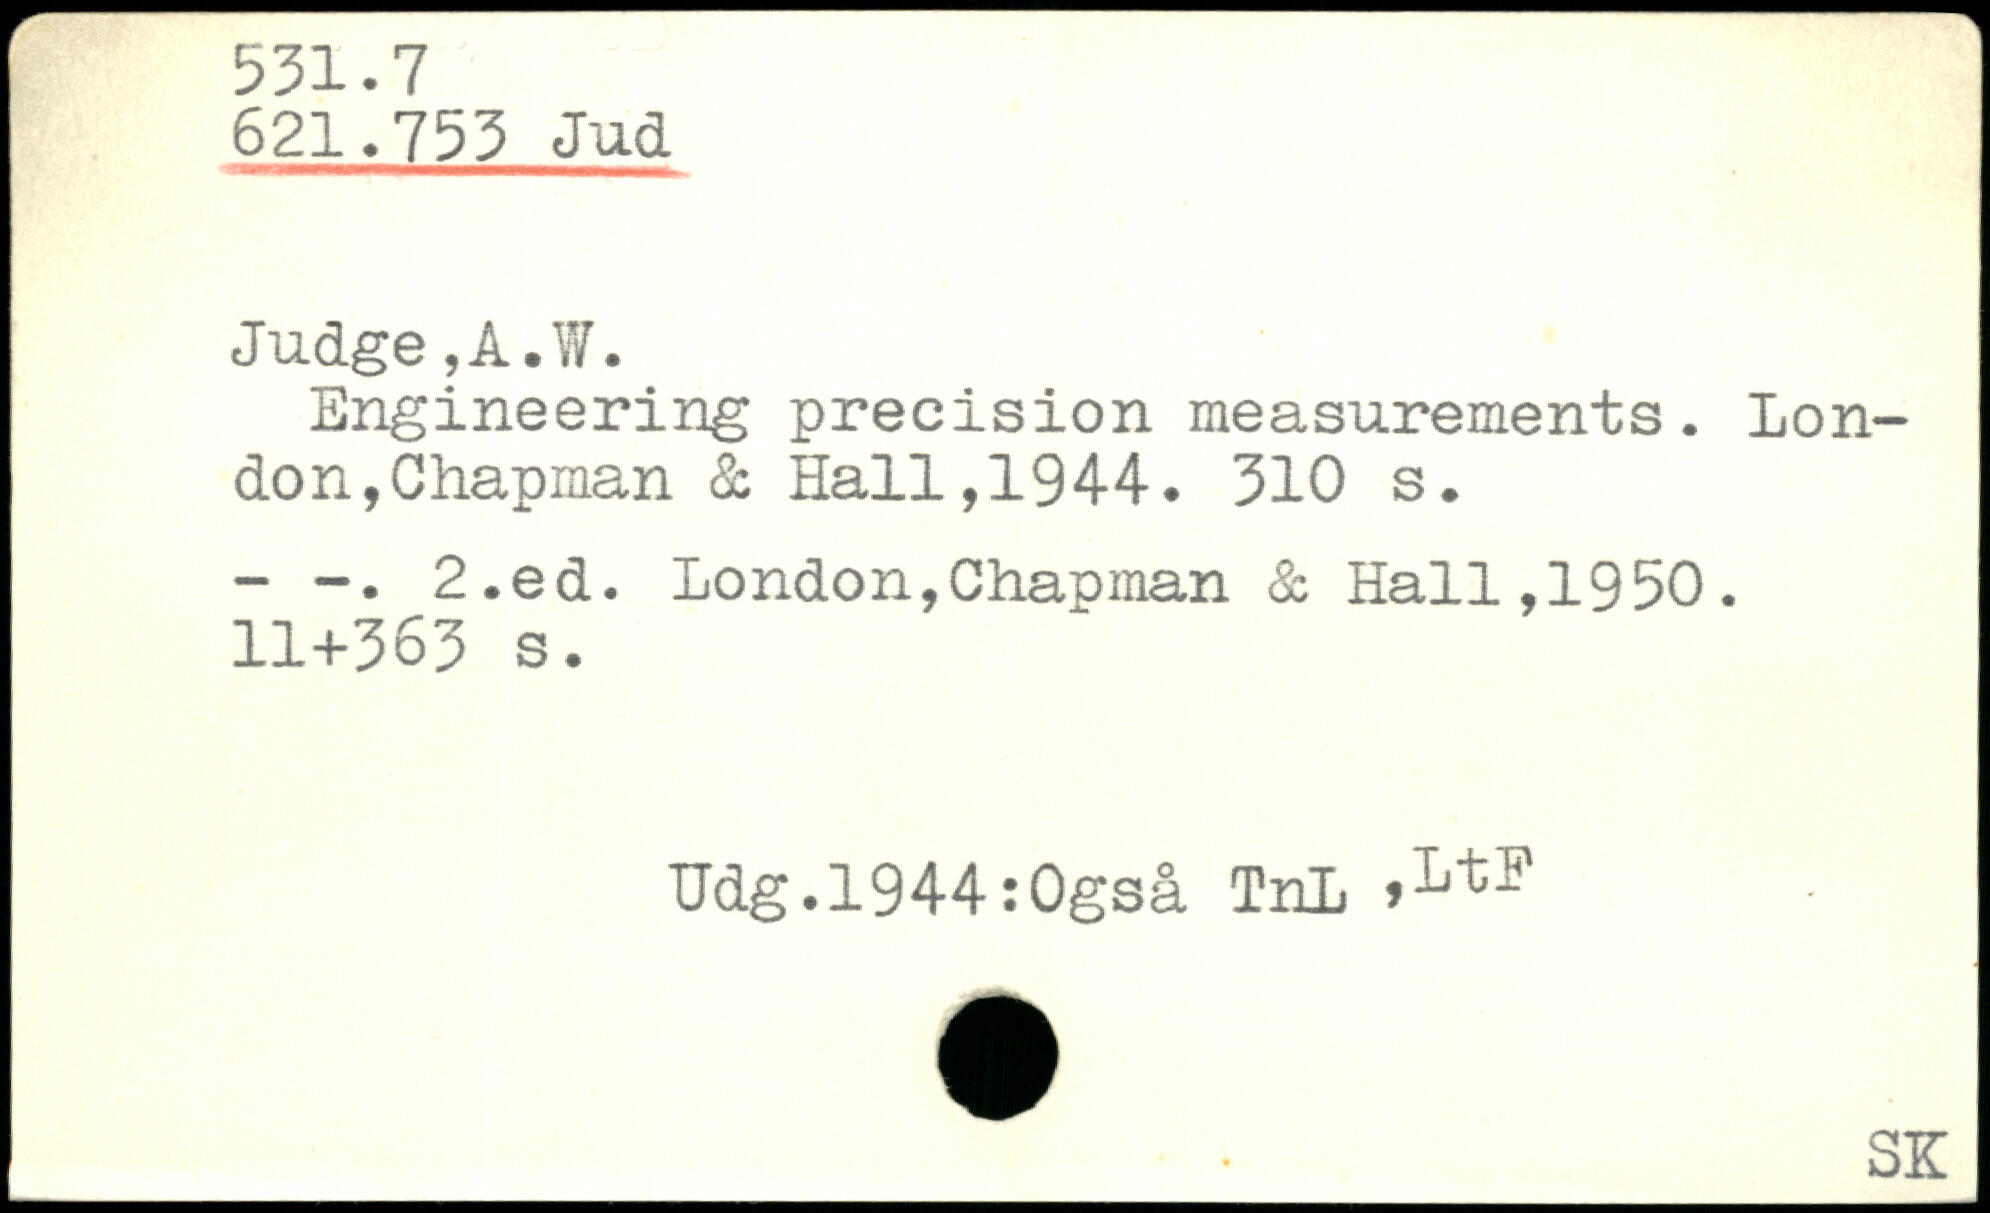 531.7
621.753 Jud
Judge,A.W.
Engineering precision measurements. Lon-
don,Chapman & Hall,1944. 310 s.
- -. 2.ed. London,Chapman & Hall,1950.
11+363 s.
Udg.1944:Også TnL ,LtF
SK